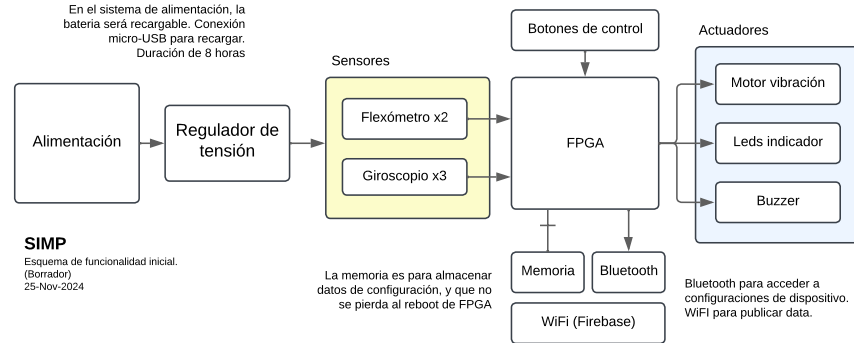 En el sistema de alimentación, la
bateria será recargable. Conexión
micro-USB para recargar.
Duración de 8 horas
Sensores
Botones de control
Actuadores
Alimentación
Regulador de
tensión
Flexómetro x2
Giroscopio x3
FPGA
Motor vibración
Leds indicador
Buzzer
SIMP
Esquema de funcionalidad inicial.
(Borrador)
25-Nov-2024
La memoria es para almacenar
datos de configuración, y que no
se pierda al reboot de FPGA
Memoria
Bluetooth
WiFi (Firebase)
Bluetooth para acceder a
configuraciones de dispositivo.
WiFI para publicar data.